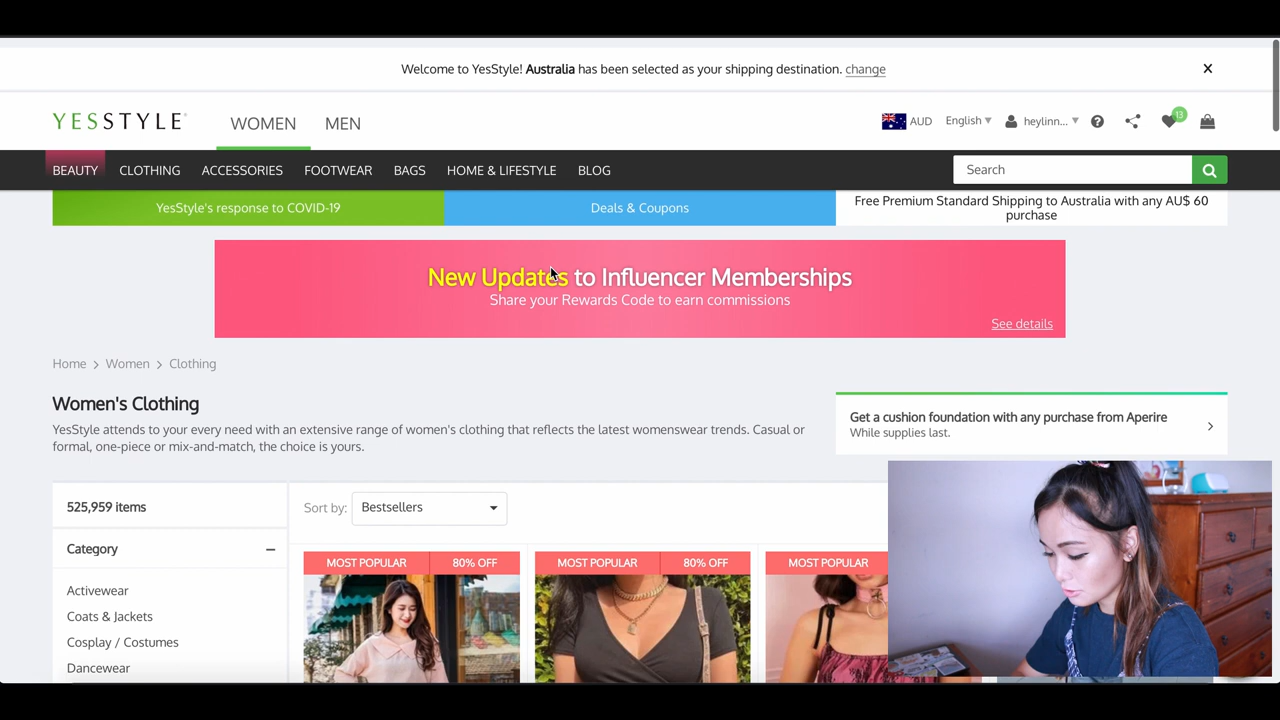 Welcome to YesStyle! Australia has been selected as your shipping destination. change
YESSTYLE
WOMEN
MEN
AUD
English
heylinn...
13
BEAUTY
CLOTHING
ACCESSORIES
FOOTWEAR
BAGS
HOME & LIFESTYLE
BLOG
Search
YesStyle's response to COVID-19
Deals & Coupons
Free Premium Standard Shipping to Australia with any AU$ 60
purchase
New Updates to Influencer Memberships
Share your Rewards Code to earn commissions
See details
Home > Women > Clothing
Women's Clothing
YesStyle attends to your every need with an extensive range of women's clothing that reflects the latest womenswear trends. Casual or
formal, one-piece or mix-and-match, the choice is yours.
Get a cushion foundation with any purchase from Aperire
While supplies last.
525,959 items
Sort by:
Bestsellers
Category
Activewear
Coats & Jackets
Cosplay / Costumes
Dancewear
MOST POPULAR
80% OFF
MOST POPULAR
80% OFF
MOST POPULAR